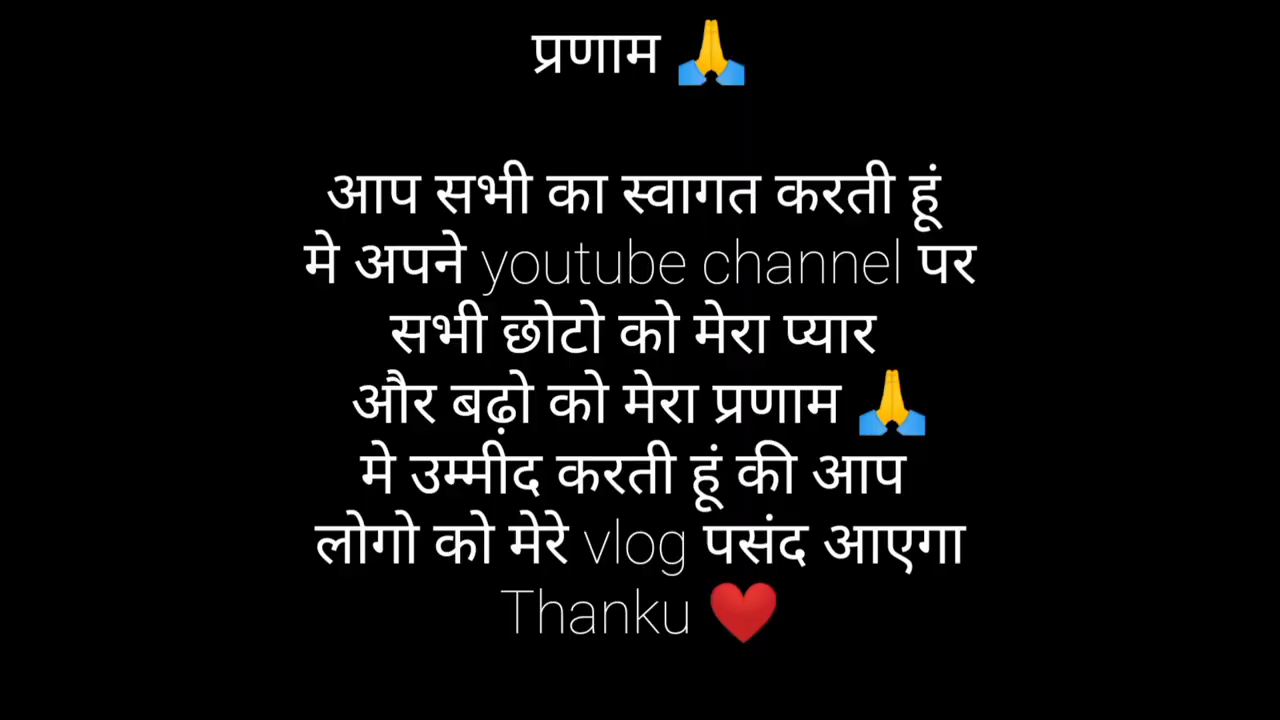 प्रणाम 🙏
आप सभी का स्वागत करती हूं
मे अपने youtube channel पर
सभी छोटो को मेरा प्यार
और बढ़ो को मेरा प्रणाम 🙏
मे उम्मीद करती हूं की आप
लोगो को मेरे vlog पसंद आएगा
Thanku ❤️